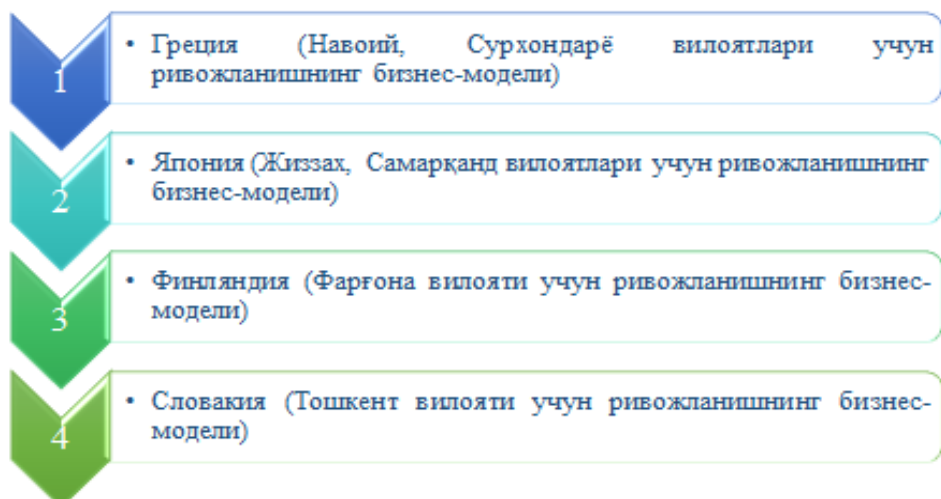 1
• Греция (Навоий, Сурхондарё вилоятлари учун
ривожланишнинг бизнес-модели)
2
• Япония (Жиззах, Самарқанд вилоятлари учун ривожланишнинг
бизнес-модели)
3
• Финляндия (Фарғона вилояти учун ривожланишнинг бизнес-
модели)
4
• Словакия (Тошкент вилояти учун ривожланишнинг бизнес-
модели)